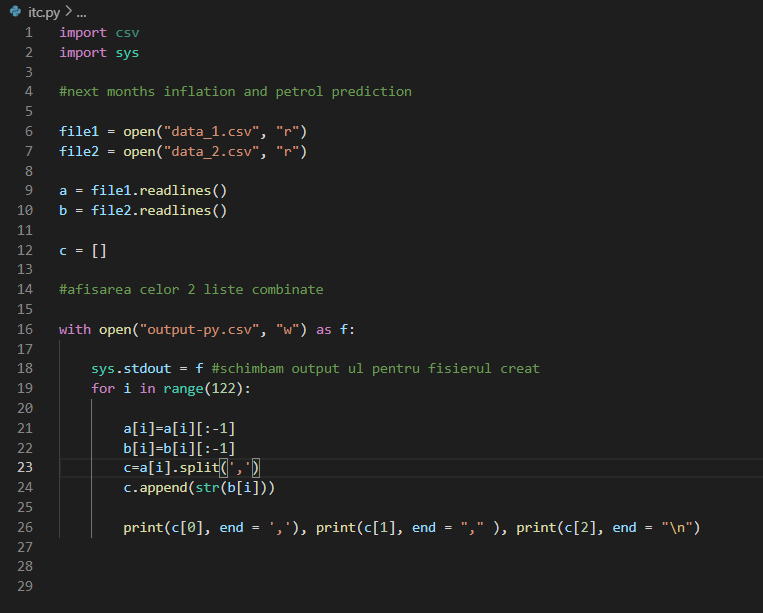 itc.py > ...
1 import csv
2 import sys
3
4 #next months inflation and petrol prediction
5
6 file1 = open("data_1.csv", "r")
7 file2 = open("data_2.csv", "r")
8
9 a = file1.readlines()
10 b = file2.readlines()
11
12 c = []
13
14 #afisarea celor 2 liste combinate
15
16 with open("output-py.csv", "w") as f:
17
18     sys.stdout = f #schimbam output ul pentru fisierul creat
19     for i in range(122):
20
21         a[i]=a[i][:-1]
22         b[i]=b[i][:-1]
23         c=a[i].split(',')
24         c.append(str(b[i]))
25
26         print(c[0], end = ','), print(c[1], end = "," ), print(c[2], end = "\n")
27
28
29